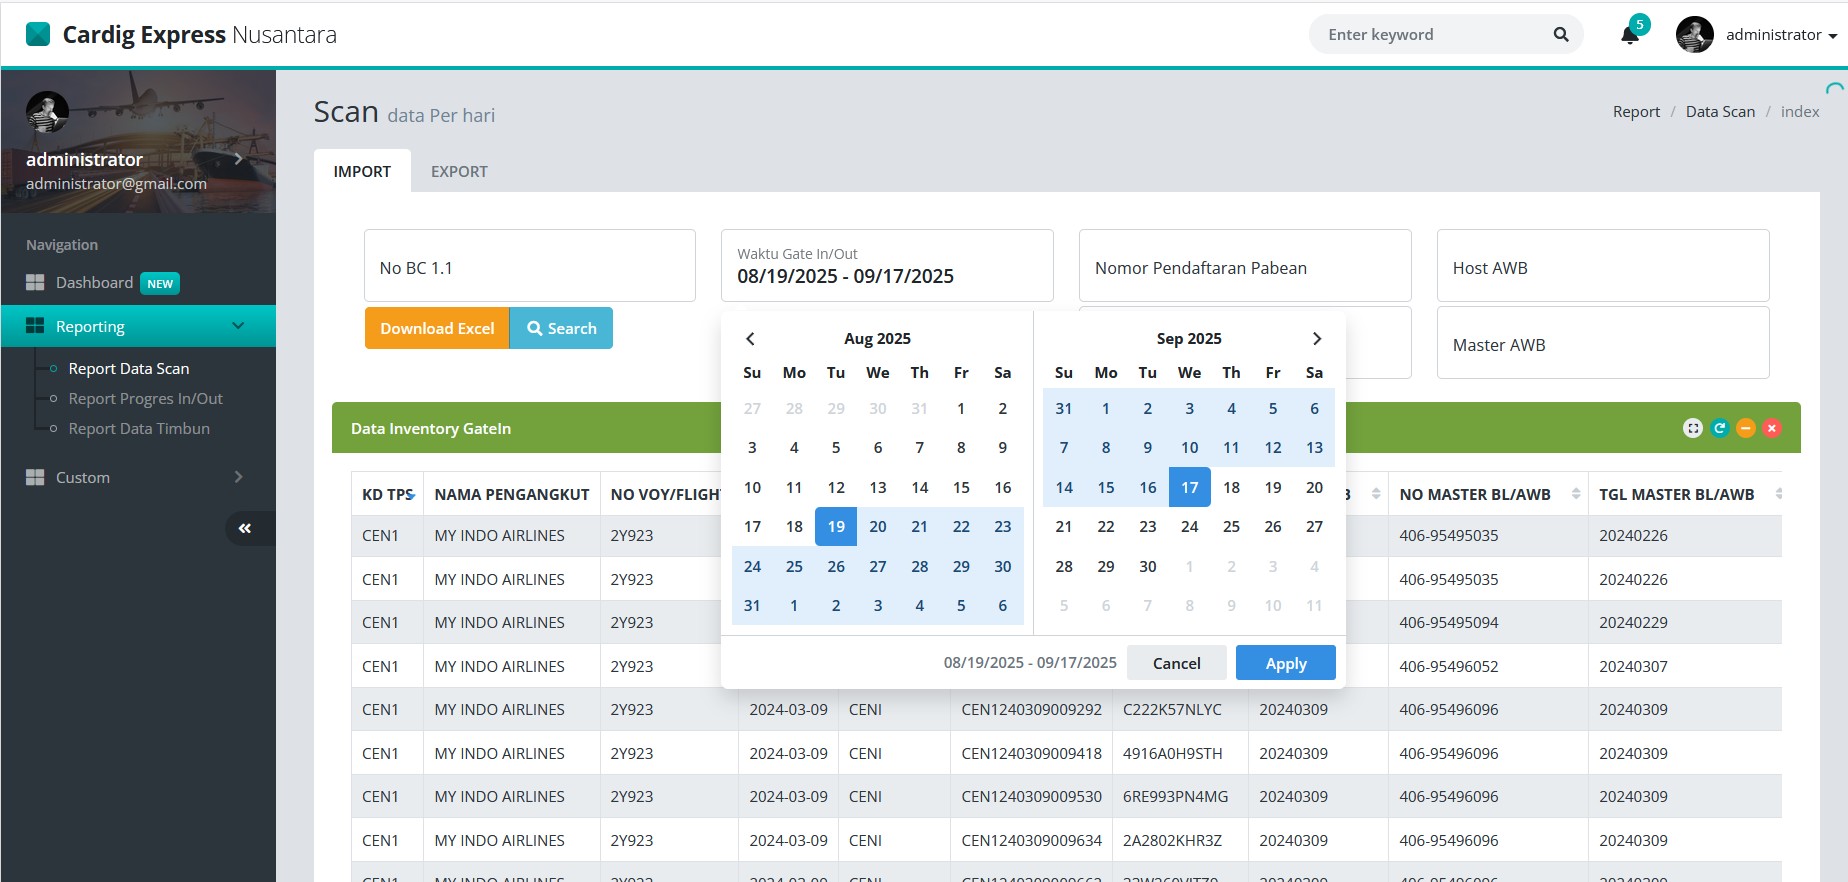 Cardig Express Nusantara
Enter keyword
5
administrator
administrator
administrator@gmail.com
Navigation
Dashboard NEW
Reporting
Report Data Scan
Report Progres In/Out
Report Data Timbun
Custom
Scan data Per hari
Report / Data Scan / index
IMPORT EXPORT
No BC 1.1
Waktu Gate In/Out
08/19/2025 - 09/17/2025
Nomor Pendaftaran Pabean
Host AWB
Download Excel Search
Master AWB
Aug 2025
Su Mo Tu We Th Fr Sa
27 28 29 30 31 1 2
3 4 5 6 7 8 9
10 11 12 13 14 15 16
17 18 19 20 21 22 23
24 25 26 27 28 29 30
31 1 2 3 4 5 6
Sep 2025
Su Mo Tu We Th Fr Sa
31 1 2 3 4 5 6
7 8 9 10 11 12 13
14 15 16 17 18 19 20
21 22 23 24 25 26 27
28 29 30 1 2 3 4
5 6 7 8 9 10 11
08/19/2025 - 09/17/2025 Cancel Apply
Data Inventory GateIn
KD TPS NAMA PENGANGKUT NO VOY/FLIGH NO MASTER BL/AWB TGL MASTER BL/AWB
CEN1 MY INDO AIRLINES 2Y923 406-95495035 20240226
CEN1 MY INDO AIRLINES 2Y923 406-95495035 20240226
CEN1 MY INDO AIRLINES 2Y923 406-95495094 20240229
CEN1 MY INDO AIRLINES 2Y923 406-95496052 20240307
CEN1 MY INDO AIRLINES 2Y923 2024-03-09 CENI CEN1240309009292 C222K57NLYC 20240309 406-95496096 20240309
CEN1 MY INDO AIRLINES 2Y923 2024-03-09 CENI CEN1240309009418 4916A0H9STH 20240309 406-95496096 20240309
CEN1 MY INDO AIRLINES 2Y923 2024-03-09 CENI CEN1240309009530 6RE993PN4MG 20240309 406-95496096 20240309
CEN1 MY INDO AIRLINES 2Y923 2024-03-09 CENI CEN1240309009634 2A2802KHR3Z 20240309 406-95496096 20240309